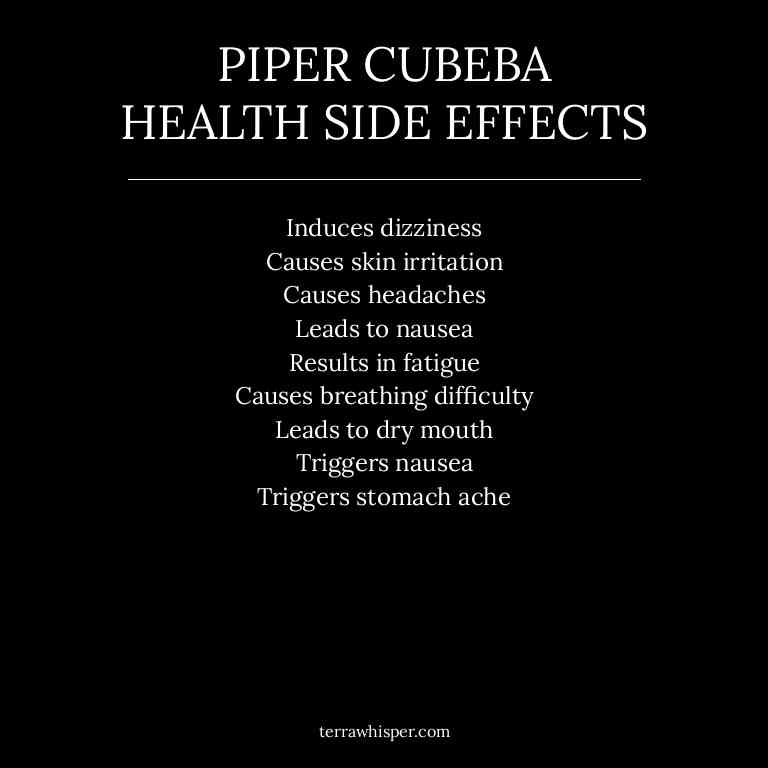 PIPER CUBEBA
HEALTH SIDE EFFECTS
Induces dizziness
Causes skin irritation
Causes headaches
Leads to nausea
Results in fatigue
Causes breathing difficulty
Leads to dry mouth
Triggers nausea
Triggers stomach ache
terrawhisper.com